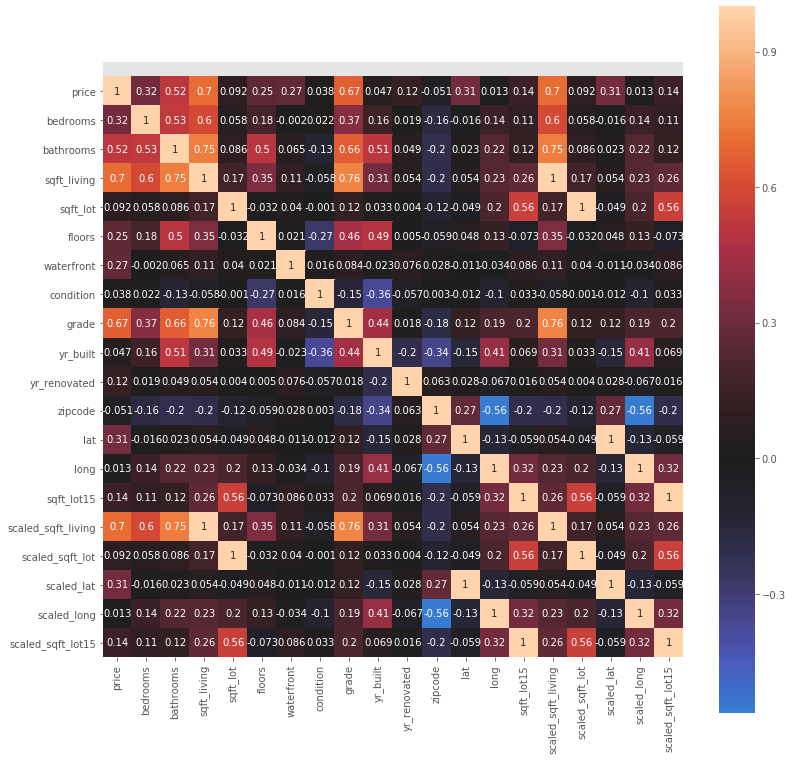 price 1 0.32 0.52 0.7 0.092 0.25 0.27 0.038 0.67 0.047 0.12 -0.051 0.31 0.013 0.14 0.7 0.092 0.31 0.013 0.14
bedrooms 0.32 1 0.53 0.6 0.058 0.18 -0.002 0.022 0.37 0.16 0.019 -0.16 -0.016 0.14 0.11 0.6 0.058 -0.016 0.14 0.11
bathrooms 0.52 0.53 1 0.75 0.086 0.5 0.065 -0.13 0.66 0.51 0.049 -0.2 0.023 0.22 0.12 0.75 0.086 0.023 0.22 0.12
sqft_living 0.7 0.6 0.75 1 0.17 0.35 0.11 -0.058 0.76 0.31 0.054 -0.2 0.054 0.23 0.26 1 0.17 0.054 0.23 0.26
sqft_lot 0.092 0.058 0.086 0.17 1 -0.032 0.04 -0.001 0.12 0.033 0.004 -0.12 -0.049 0.2 0.56 0.17 1 -0.049 0.2 0.56
floors 0.25 0.18 0.5 0.35 -0.032 1 0.021 -0.27 0.46 0.49 0.005 -0.059 0.048 0.13 -0.073 0.35 -0.032 0.048 0.13 -0.073
waterfront 0.27 -0.002 0.065 0.11 0.04 0.021 1 0.016 0.084 -0.023 0.076 0.028 -0.011 -0.034 0.086 0.11 0.04 -0.011 -0.034 0.086
condition 0.038 0.022 -0.13 -0.058 -0.001 -0.27 0.016 1 -0.15 -0.36 -0.057 0.003 -0.012 -0.1 0.033 -0.058 -0.001 -0.012 -0.1 0.033
grade 0.67 0.37 0.66 0.76 0.12 0.46 0.084 -0.15 1 0.44 0.018 -0.18 0.12 0.19 0.2 0.76 0.12 0.12 0.19 0.2
yr_built 0.047 0.16 0.51 0.31 0.033 0.49 -0.023 -0.36 0.44 1 -0.2 -0.34 -0.15 0.41 0.069 0.31 0.033 -0.15 0.41 0.069
yr_renovated 0.12 0.019 0.049 0.054 0.004 0.005 0.076 -0.057 0.018 -0.2 1 0.063 0.028 -0.067 0.016 0.054 0.004 0.028 -0.067 0.016
zipcode -0.051 -0.16 -0.2 -0.2 -0.12 -0.059 0.028 0.003 -0.18 -0.34 0.063 1 0.27 -0.56 -0.2 -0.2 -0.12 0.27 -0.56 -0.2
lat 0.31 -0.016 0.023 0.054 -0.049 0.048 -0.011 -0.012 0.12 -0.15 0.028 0.27 1 -0.13 -0.059 0.054 -0.049 1 -0.13 -0.059
long 0.013 0.14 0.22 0.23 0.2 0.13 -0.034 -0.1 0.19 0.41 -0.067 -0.56 -0.13 1 0.32 0.23 0.2 -0.13 1 0.32
sqft_lot15 0.14 0.11 0.12 0.26 0.56 -0.073 0.086 0.033 0.2 0.069 0.016 -0.2 -0.059 0.32 1 0.26 0.56 -0.059 0.32 1
scaled_sqft_living 0.7 0.6 0.75 1 0.17 0.35 0.11 -0.058 0.76 0.31 0.054 -0.2 0.054 0.23 0.26 1 0.17 0.054 0.23 0.26
scaled_sqft_lot 0.092 0.058 0.086 0.17 1 -0.032 0.04 -0.001 0.12 0.033 0.004 -0.12 -0.049 0.2 0.56 0.17 1 -0.049 0.2 0.56
scaled_lat 0.31 -0.016 0.023 0.054 -0.049 0.048 -0.011 -0.012 0.12 -0.15 0.028 0.27 1 -0.13 -0.059 0.054 -0.049 1 -0.13 -0.059
scaled_long 0.013 0.14 0.22 0.23 0.2 0.13 -0.034 -0.1 0.19 0.41 -0.067 -0.56 -0.13 1 0.32 0.23 0.2 -0.13 1 0.32
scaled_sqft_lot15 0.14 0.11 0.12 0.26 0.56 -0.073 0.086 0.033 0.2 0.069 0.016 -0.2 -0.059 0.32 1 0.26 0.56 -0.059 0.32 1
price
bedrooms
bathrooms
sqft_living
sqft_lot
floors
waterfront
condition
grade
yr_built
yr_renovated
zipcode
lat
long
sqft_lot15
scaled_sqft_living
scaled_sqft_lot
scaled_lat
scaled_long
scaled_sqft_lot15
0.9
0.6
0.3
0.0
−0.3